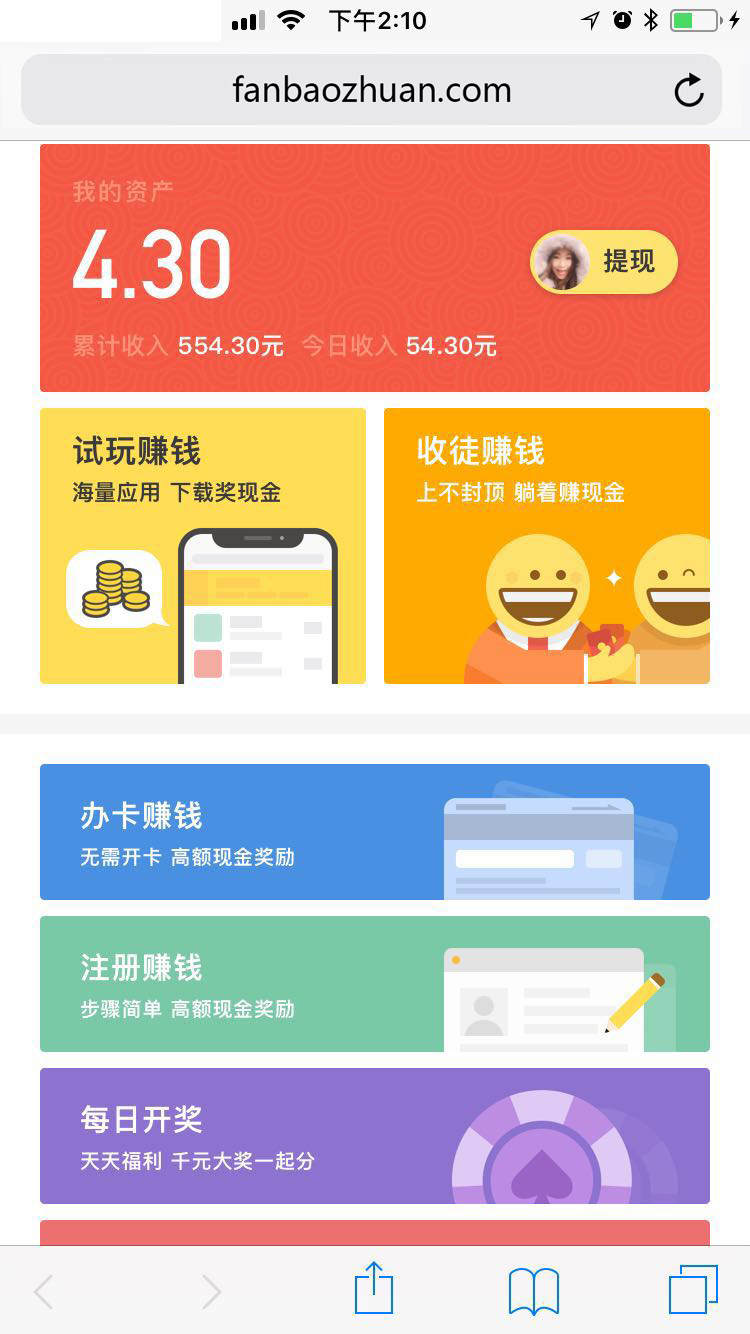 下午2:10
fanbaozhuan.com
我的资产
4.30
提现
累计收入 554.30元 今日收入 54.30元
试玩赚钱
海量应用 下载奖现金
收徒赚钱
上不封顶 躺着赚现金
办卡赚钱
无需开卡 高额现金奖励
注册赚钱
步骤简单 高额现金奖励
每日开奖
天天福利 千元大奖一起分